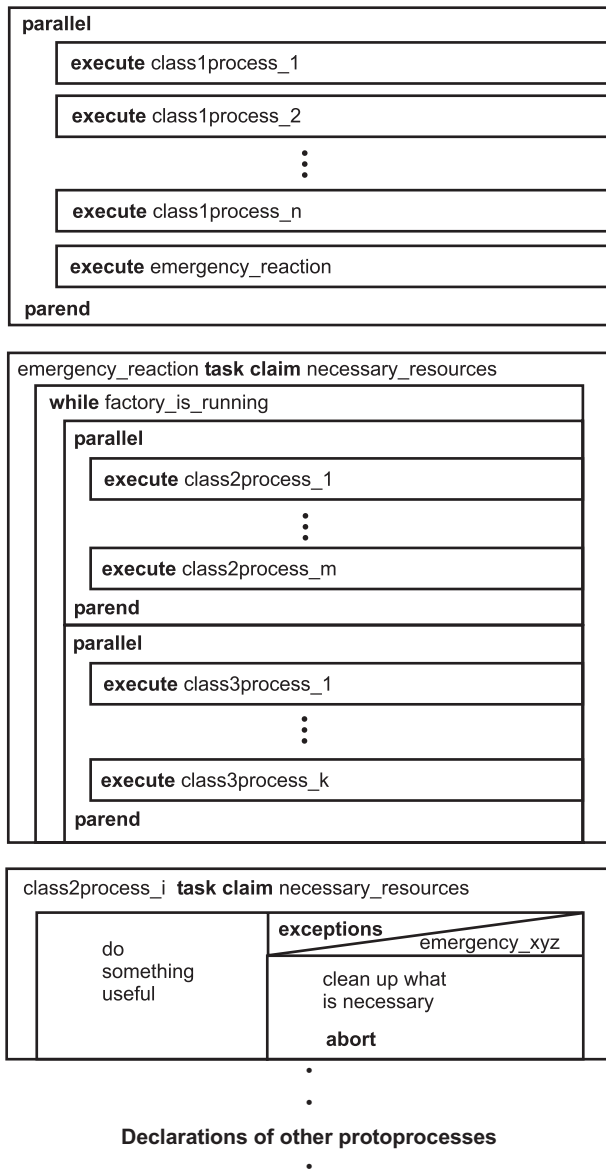 parallel
execute class1process_1
execute class1process_2
execute class1process_n
execute emergency_reaction
parend
emergency_reaction task claim necessary_resources
while factory_is_running
parallel
execute class2process_1
execute class2process_m
parend
parallel
execute class3process_1
execute class3process_k
parend
class2process_i task claim necessary_resources
do
something
useful
exceptions
emergency_xyz
clean up what
is necessary
abort
Declarations of other protoprocesses